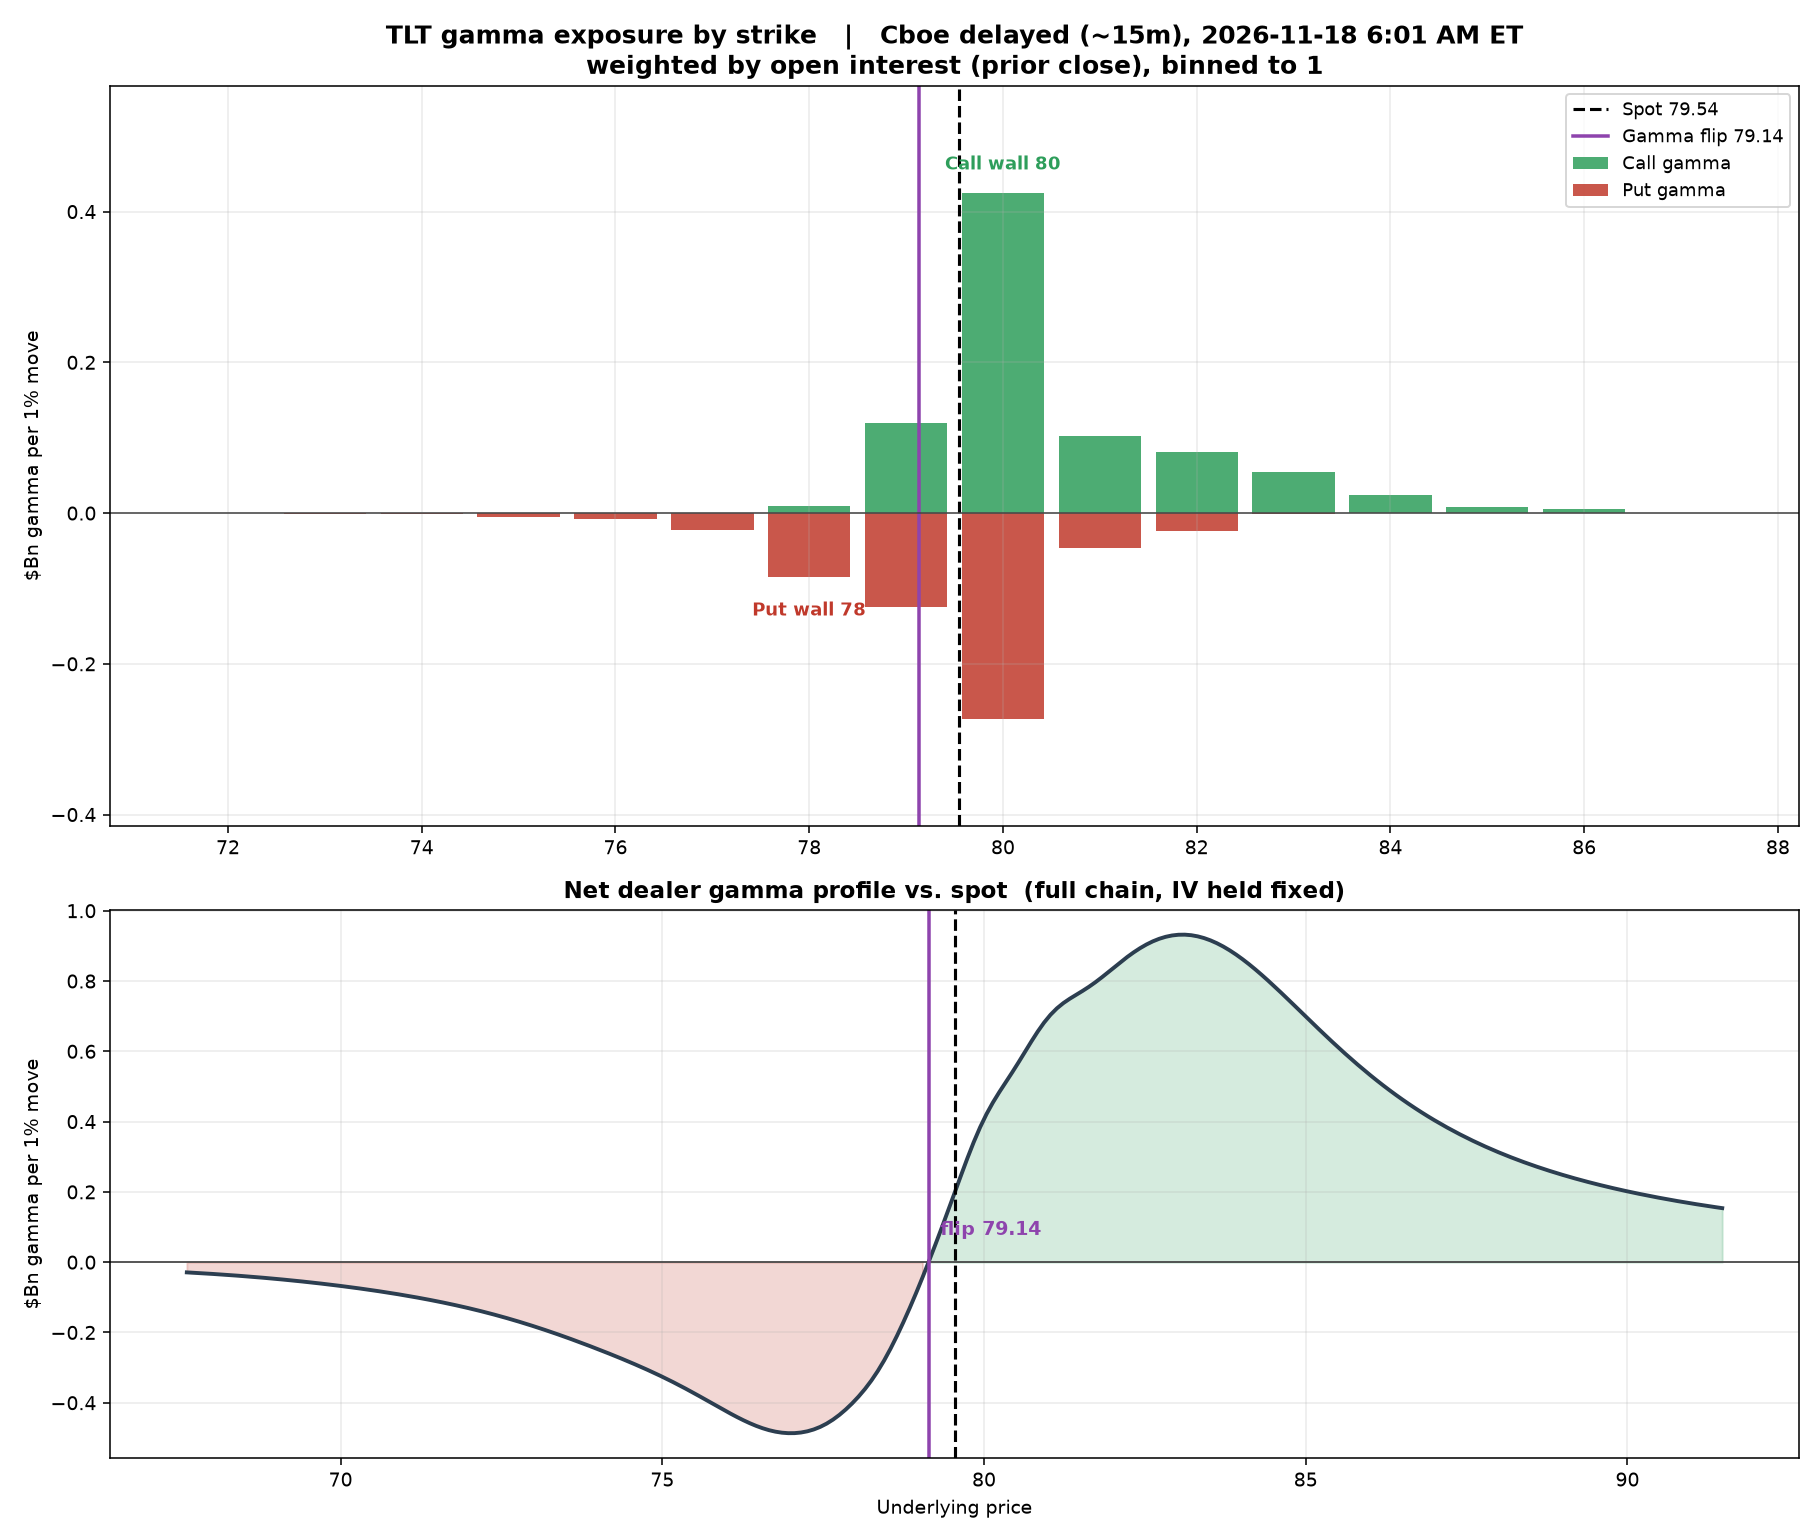 TLT gamma exposure by strike | Cboe delayed (~15m), 2026-11-18 6:01 AM ET
weighted by open interest (prior close), binned to 1
Spot 79.54
Gamma flip 79.14
Call gamma
Put gamma
Call wall 80
Put wall 78
$Bn gamma per 1% move
0.4
0.2
0.0
−0.2
−0.4
72 74 76 78 80 82 84 86 88
Net dealer gamma profile vs. spot (full chain, IV held fixed)
$Bn gamma per 1% move
1.0
0.8
0.6
0.4
0.2
0.0
−0.2
−0.4
flip 79.14
70 75 80 85 90
Underlying price